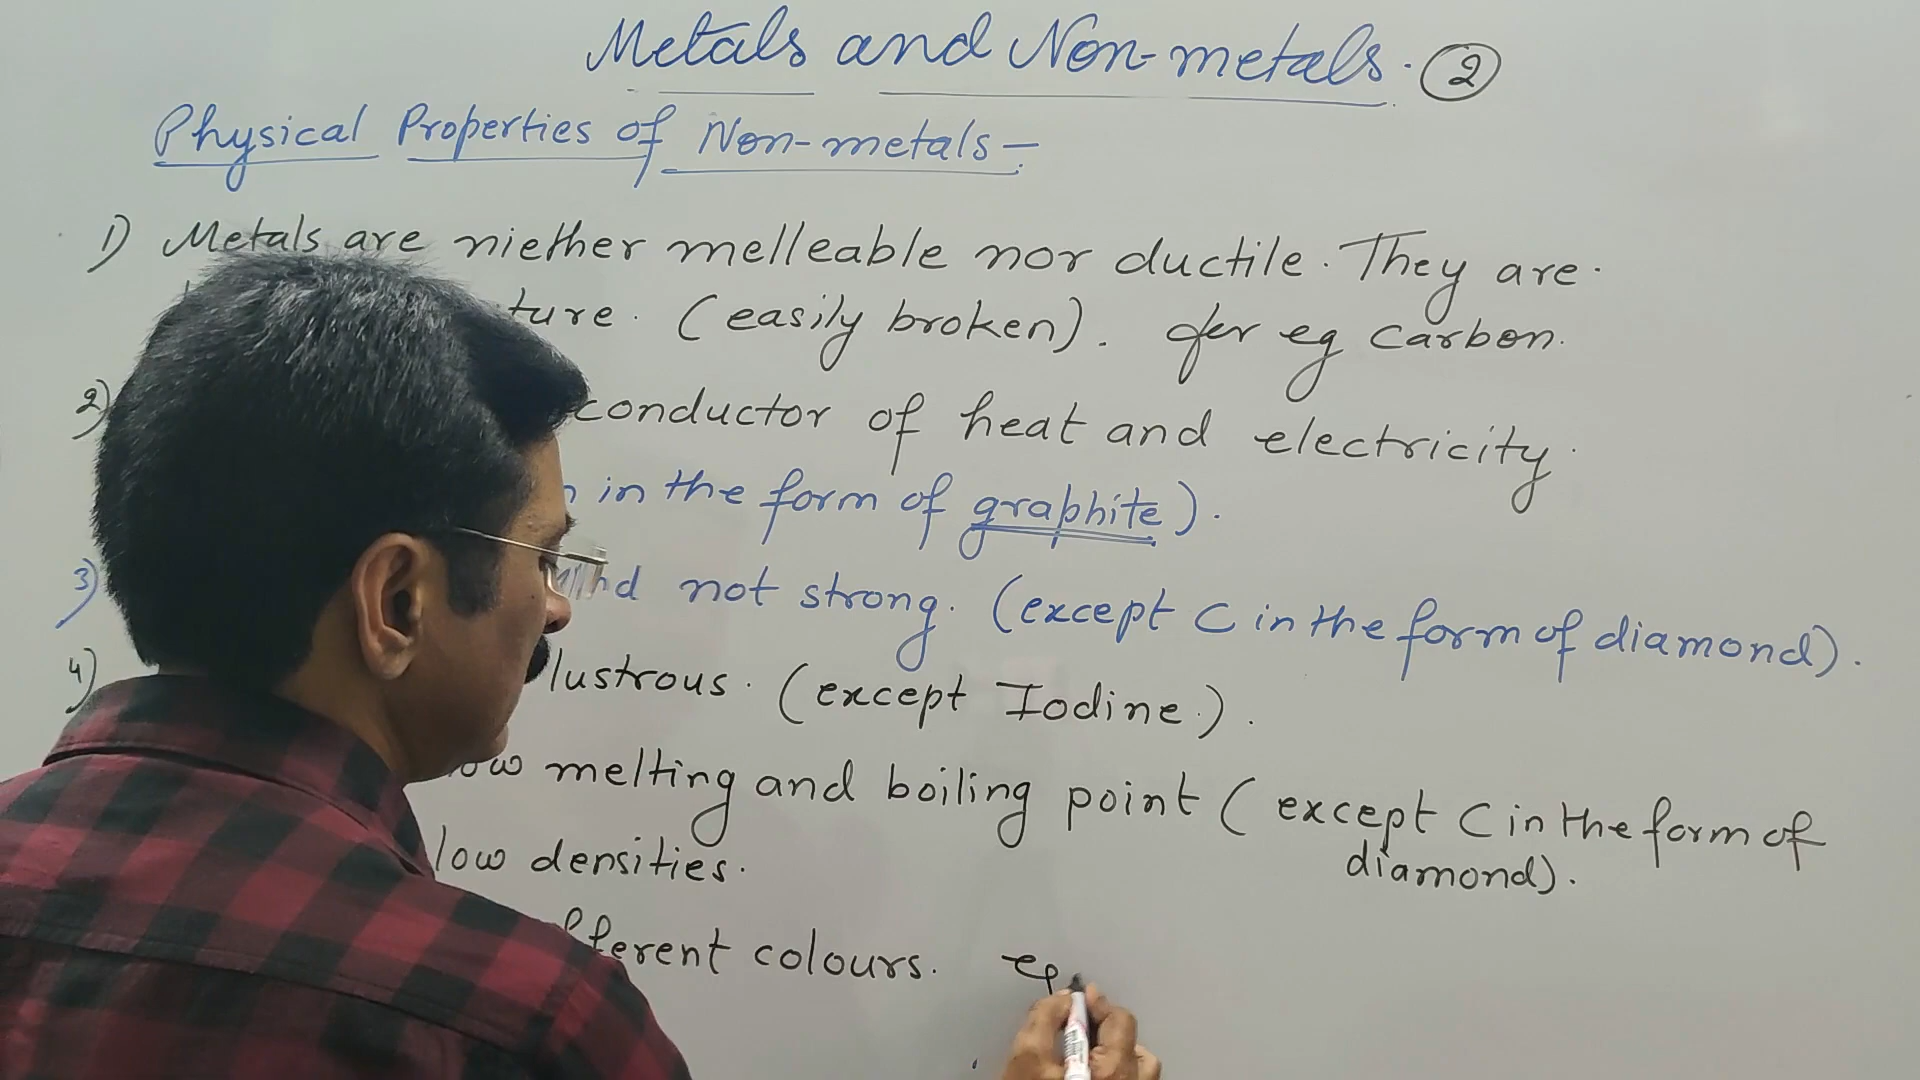 Metals and Non-metals. 2
Physical Properties of Non-metals-
1) Metals are niether melleable nor ductile. They are.
ture. (easily broken). for eg Carbon.
2) conductor of heat and electricity.
in the form of graphite).
3) not strong. (except C in the form of diamond).
4) lustrous. (except Iodine.).
low melting and boiling point (except C in the form of
diamond).
low densities.
fferent colours. eg